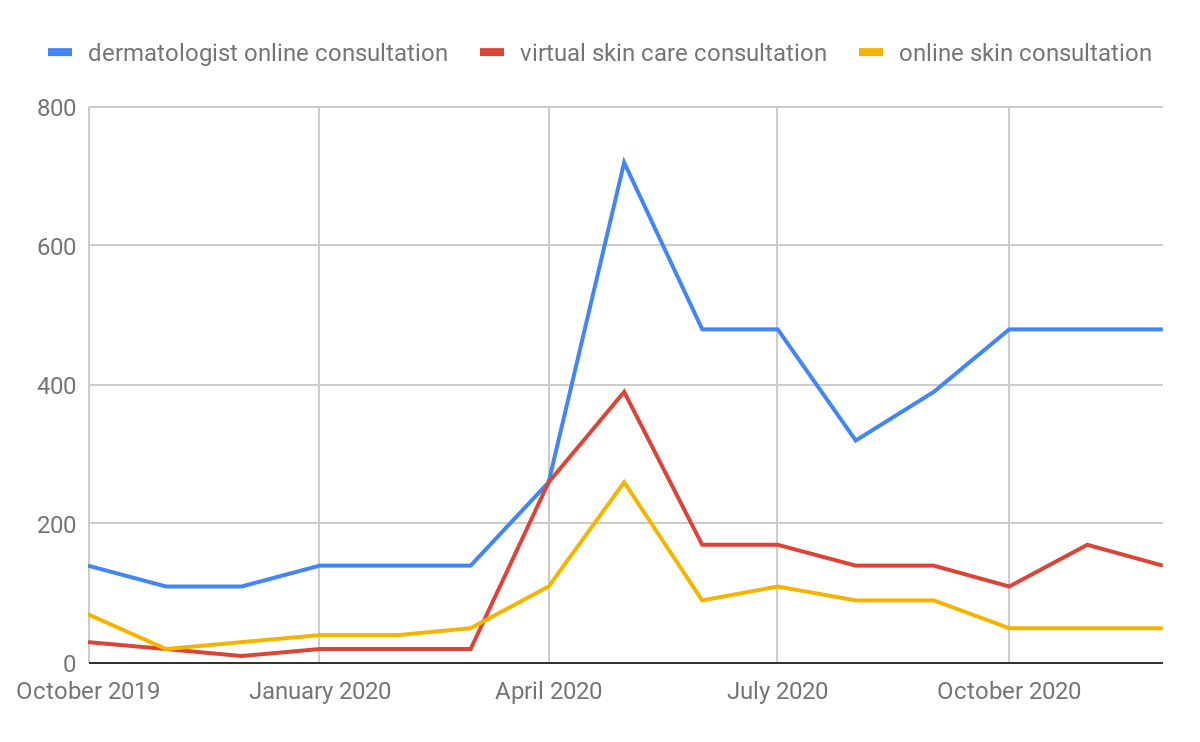 dermatologist online consultation virtual skin care consultation online skin consultation
800
600
400
200
0
October 2019 January 2020 April 2020 July 2020 October 2020